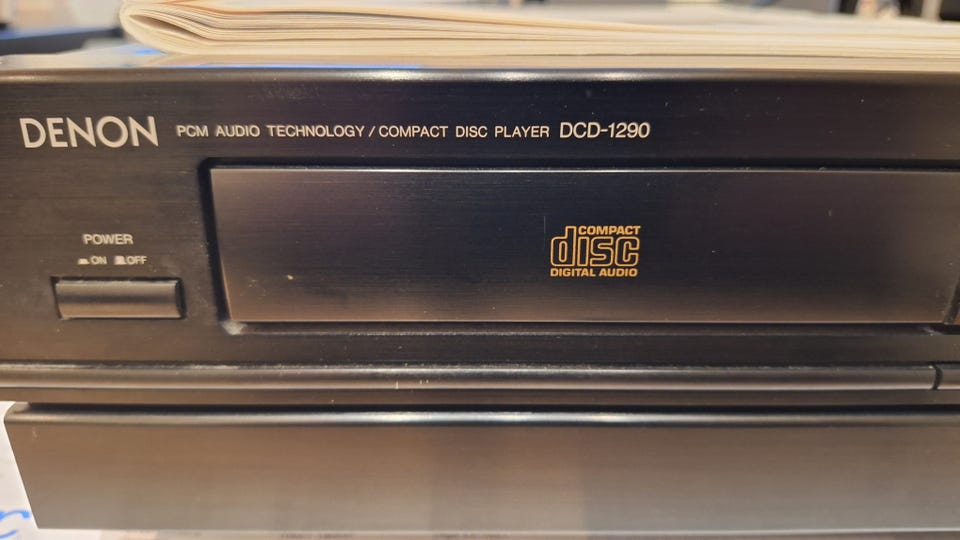 DENON PCM AUDIO TECHNOLOGY / COMPACT DISC PLAYER DCD-1290
POWER
ON OFF
COMPACT
disc
DIGITAL AUDIO